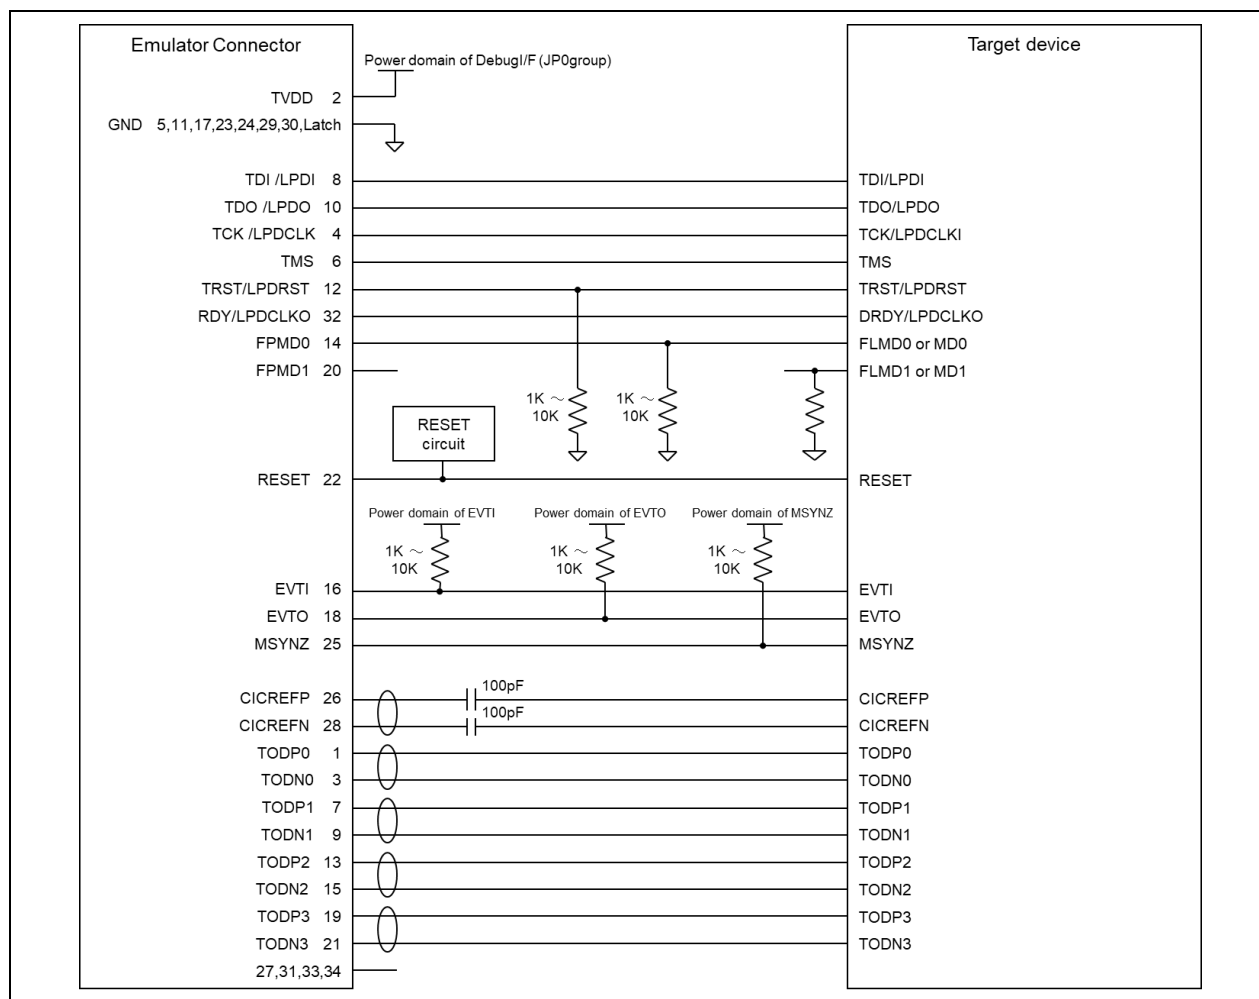 Emulator Connector
Target device
Power domain of DebugI/F (JP0group)
TVDD 2
GND 5,11,17,23,24,29,30,Latch
TDI /LPDI 8
TDI/LPDI
TDO /LPDO 10
TDO/LPDO
TCK /LPDCLK 4
TCK/LPDCLKI
TMS 6
TMS
TRST/LPDRST 12
TRST/LPDRST
RDY/LPDCLKO 32
DRDY/LPDCLKO
FPMD0 14
FLMD0 or MD0
FPMD1 20
FLMD1 or MD1
1K ～
10K
1K ～
10K
RESET
circuit
RESET 22
RESET
Power domain of EVTI
Power domain of EVTO
Power domain of MSYNZ
1K ～
10K
1K ～
10K
1K ～
10K
EVTI 16
EVTI
EVTO 18
EVTO
MSYNZ 25
MSYNZ
100pF
CICREFP 26
CICREFP
100pF
CICREFN 28
CICREFN
TODP0 1
TODP0
TODN0 3
TODN0
TODP1 7
TODP1
TODN1 9
TODN1
TODP2 13
TODP2
TODN2 15
TODN2
TODP3 19
TODP3
TODN3 21
TODN3
27,31,33,34